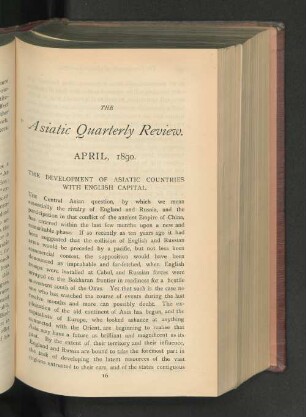 THE
Asiatic Quarterly Review.
APRIL, 1890.
THE DEVELOPMENT OF ASIATIC COUNTRIES
WITH ENGLISH CAPITAL.
THE Central Asian question, by which we mean
essentially the rivalry of England and Russia, and the
participation in that conflict of the ancient Empire of China,
has entered within the last few months upon a new and
remarkable phase. If so recently as ten years ago it had
been suggested that the collision of English and Russian
would be preceded by a pacific, but not less keen
commercial contest, the supposition would have been
denounced as improbable and far-fetched, when English
troops were installed at Cabul, and Russian forces were
arrayed on the Bokharan frontier in readiness for a hostile
movement south of the Oxus. Yet that such is the case no
one who has watched the course of events during the last
twelve months and more can possibly doubt. The
of the old continent of Asia has begun, and the
nations of Europe, who looked askance at anything
connected with the Orient, are beginning to realise that
Asia may have a future as brilliant and magnificent as its
past. By the extent of their territory and their influence,
England and Russia are bound to take the foremost part in
the task of developing the latent resources of the vast
regions entrusted to their care, and of the states contiguous
16